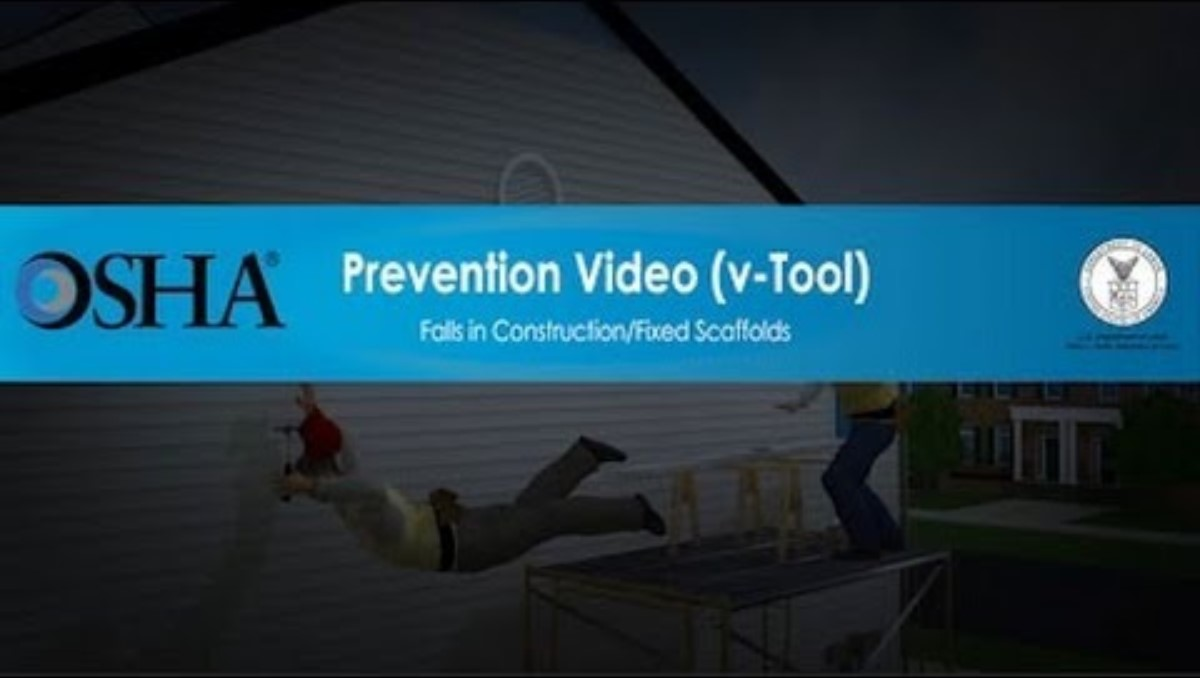 OSHA®
Prevention Video (v-Tool)
Falls in Construction/Fixed Scaffolds